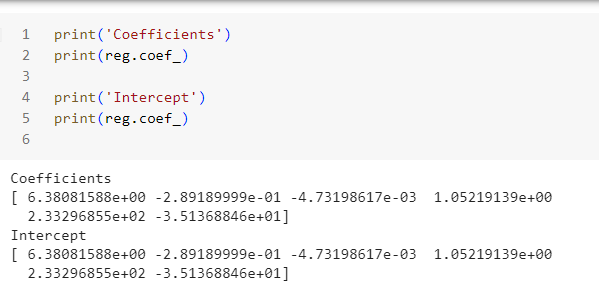 1 print('Coefficients')
2 print(reg.coef_)
3
4 print('Intercept')
5 print(reg.coef_)
6
Coefficients
[ 6.38081588e+00 -2.89189999e-01 -4.73198617e-03  1.05219139e+00
  2.33296855e+02 -3.51368846e+01]
Intercept
[ 6.38081588e+00 -2.89189999e-01 -4.73198617e-03  1.05219139e+00
  2.33296855e+02 -3.51368846e+01]